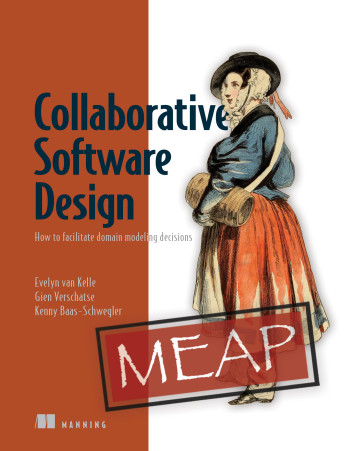 Collaborative
Software
Design
How to facilitate domain modeling decisions
Evelyn van Kelle
Gien Verschatse
Kenny Baas-Schwegler
MEAP
MANNING